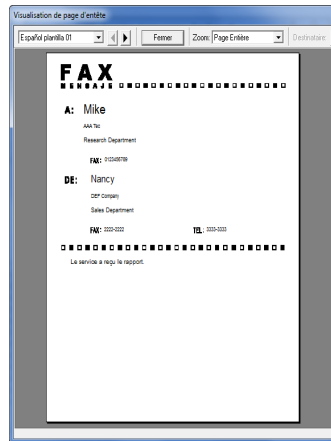 Visualisation de page d'entête
Español plantilla 01 Fermer Zoom: Page Entière Destinataire:
FAX
MENSAJE
A: Mike
AAA Tec
Research Department
FAX: 0123456789
DE: Nancy
DEF Company
Sales Department
FAX: 2222-2222 TEL: 3333-3333
Le service a reçu le rapport.